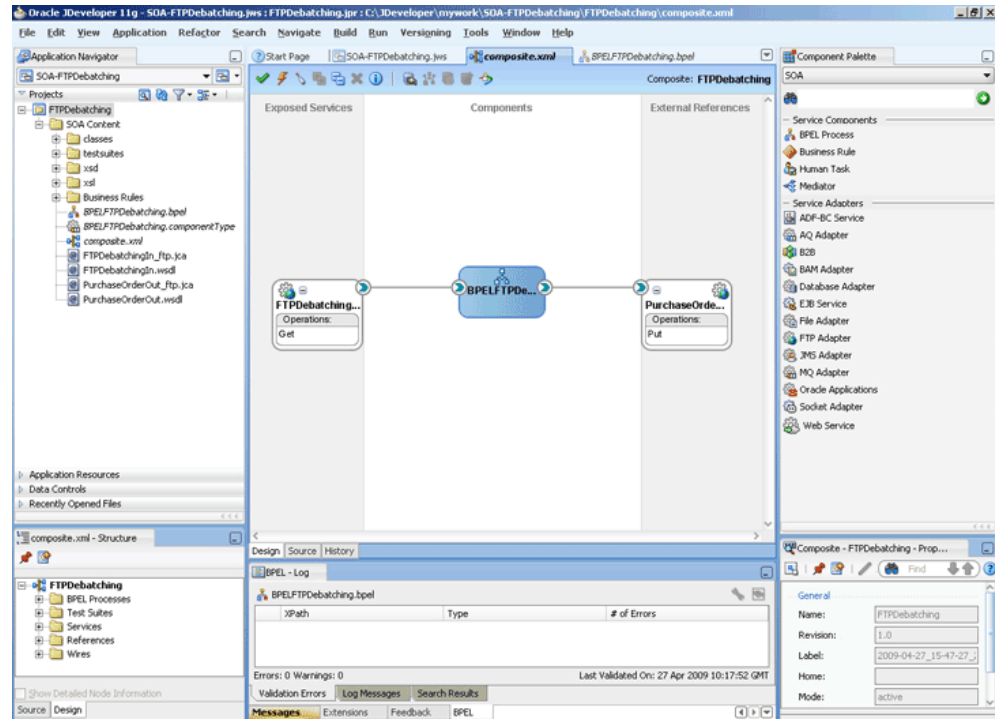 Oracle JDeveloper 11g - SOA-FTPDebatching.jws : FTPDebatching.jpr : C:\JDeveloper\mywork\SOA-FTPDebatching\FTPDebatching\composite.xml
File Edit View Application Refactor Search Navigate Build Run Versioning Tools Window Help
Application Navigator
SOA-FTPDebatching
Projects
FTPDebatching
SOA Content
classes
testsuites
xsd
xsl
Business Rules
BPELFTPDebatching.bpel
BPELFTPDebatching.componentType
composite.xml
FTPDebatchingIn_ftp.jca
FTPDebatchingIn.wsdl
PurchaseOrderOut_ftp.jca
PurchaseOrderOut.wsdl
Application Resources
Data Controls
Recently Opened Files
composite.xml - Structure
FTPDebatching
BPEL Processes
Test Suites
Services
References
Wires
Show Detailed Node Information
Source Design
Start Page SOA-FTPDebatching.jws composite.xml BPELFTPDebatching.bpel
Composite: FTPDebatching
Exposed Services Components External References
FTPDebatching...
Operations:
Get
BPELFTPDe...
PurchaseOrde...
Operations:
Put
Design Source History
BPEL - Log
BPELFTPDebatching.bpel
XPath Type # of Errors
Errors: 0 Warnings: 0 Last Validated On: 27 Apr 2009 10:17:52 GMT
Validation Errors Log Messages Search Results
Messages Extensions Feedback BPEL
Component Palette
SOA
Service Components
BPEL Process
Business Rule
Human Task
Mediator
Service Adapters
ADF-BC Service
AQ Adapter
B2B
BAM Adapter
Database Adapter
EJB Service
File Adapter
FTP Adapter
JMS Adapter
MQ Adapter
Oracle Applications
Socket Adapter
Web Service
Composite - FTPDebatching - Prop...
Find
General
Name: FTPDebatching
Revision: 1.0
Label: 2009-04-27_15-47-27_
Home:
Mode: active